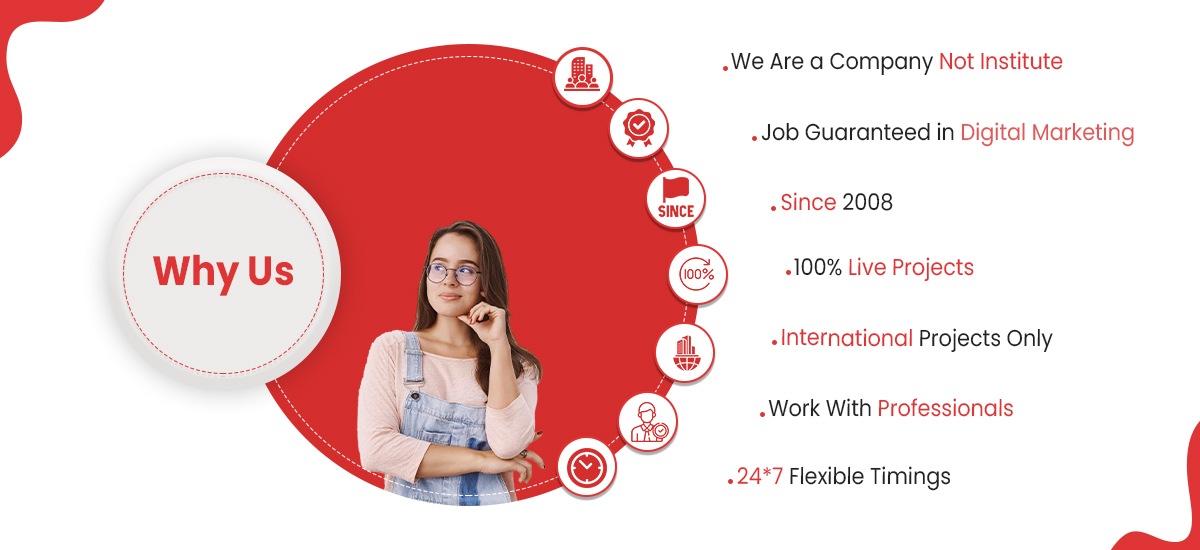 Why Us
We Are a Company Not Institute
Job Guaranteed in Digital Marketing
SINCE
Since 2008
100%
100% Live Projects
International Projects Only
Work With Professionals
24*7 Flexible Timings